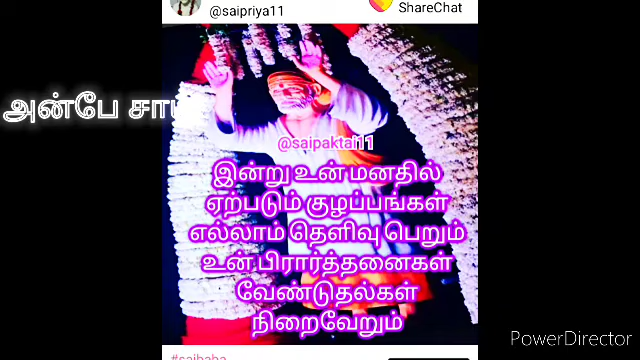 @saipriya11
ShareChat
அன்பே
@saipaktai11
இன்று உன் மனதில்
ஏற்படும் குழப்பங்கள்
எல்லாம் தெளிவு பெறும்
உன் பிரார்த்தனைகள்
வேண்டுதல்கள்
நிறைவேறும்
#saibaba
PowerDirector